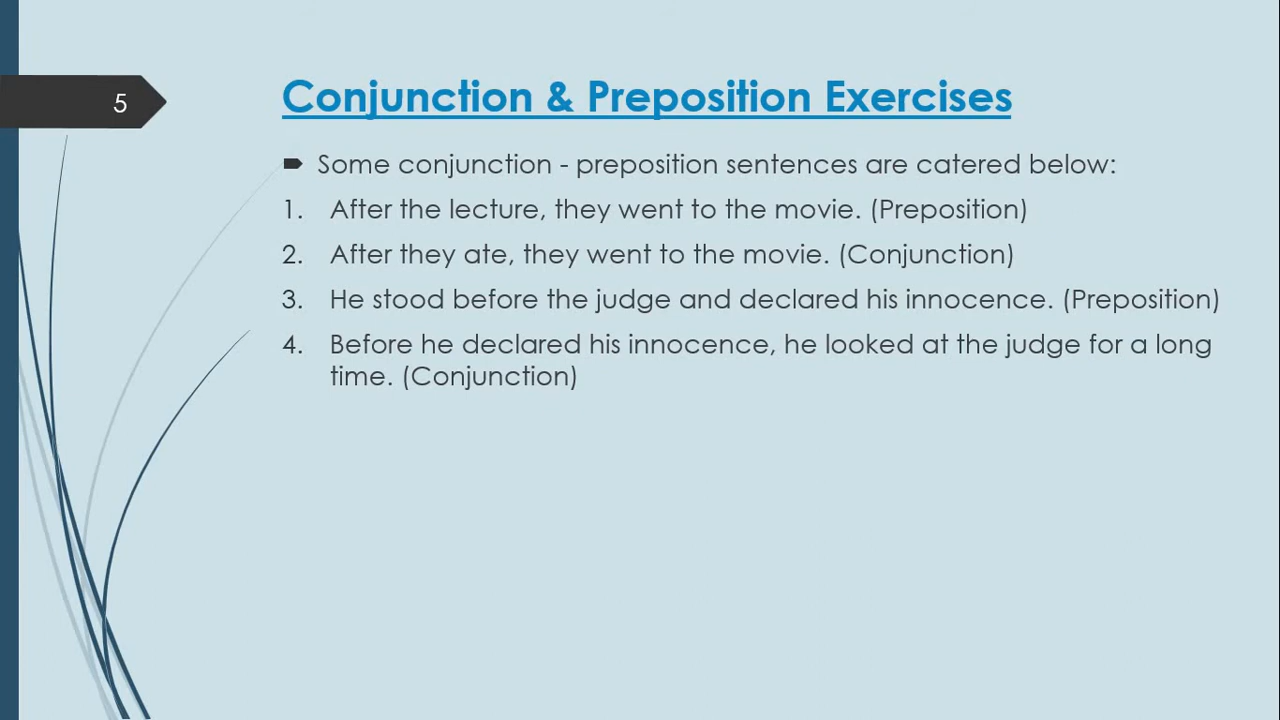 5
Conjunction & Preposition Exercises
Some conjunction - preposition sentences are catered below:
1. After the lecture, they went to the movie. (Preposition)
2. After they ate, they went to the movie. (Conjunction)
3. He stood before the judge and declared his innocence. (Preposition)
4. Before he declared his innocence, he looked at the judge for a long
time. (Conjunction)